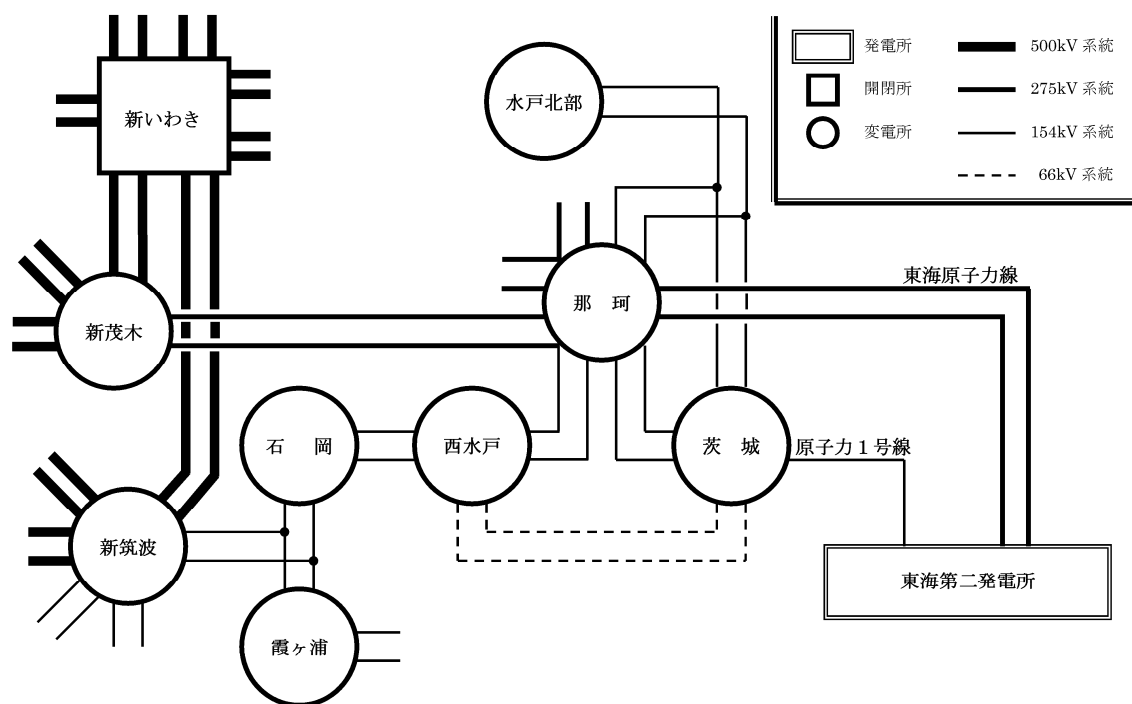 新いわき
水戸北部
発電所
500kV 系統
開閉所
275kV 系統
変電所
154kV 系統
66kV 系統
東海原子力線
新茂木
那 珂
石 岡
西水戸
茨 城
原子力１号線
新筑波
東海第二発電所
霞ヶ浦